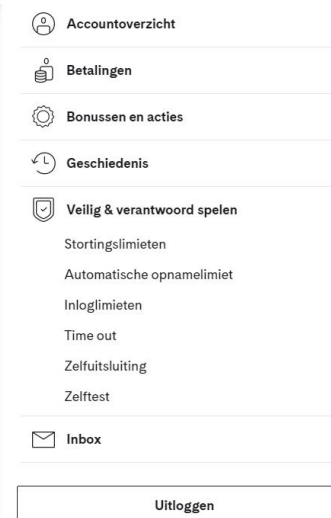 Accountoverzicht
Betalingen
Bonussen en acties
Geschiedenis
Veilig & verantwoord spelen
Stortingslimieten
Automatische opnamelimiet
Inloglimieten
Time out
Zelfuitsluiting
Zelftest
Inbox
Uitloggen